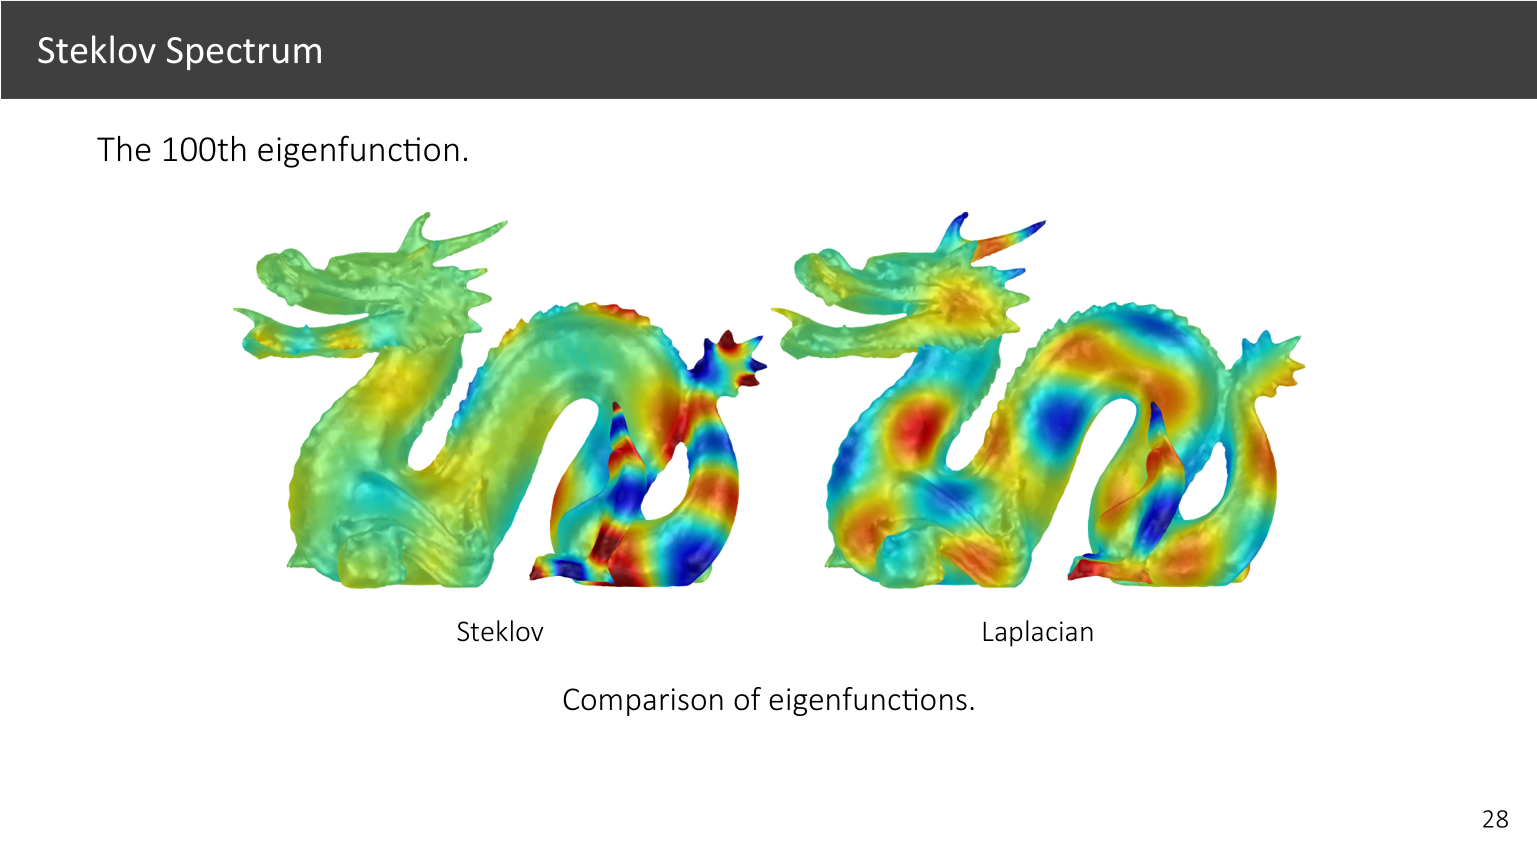 Steklov Spectrum
The 100th eigenfunction.
Steklov
Laplacian
Comparison of eigenfunctions.
28